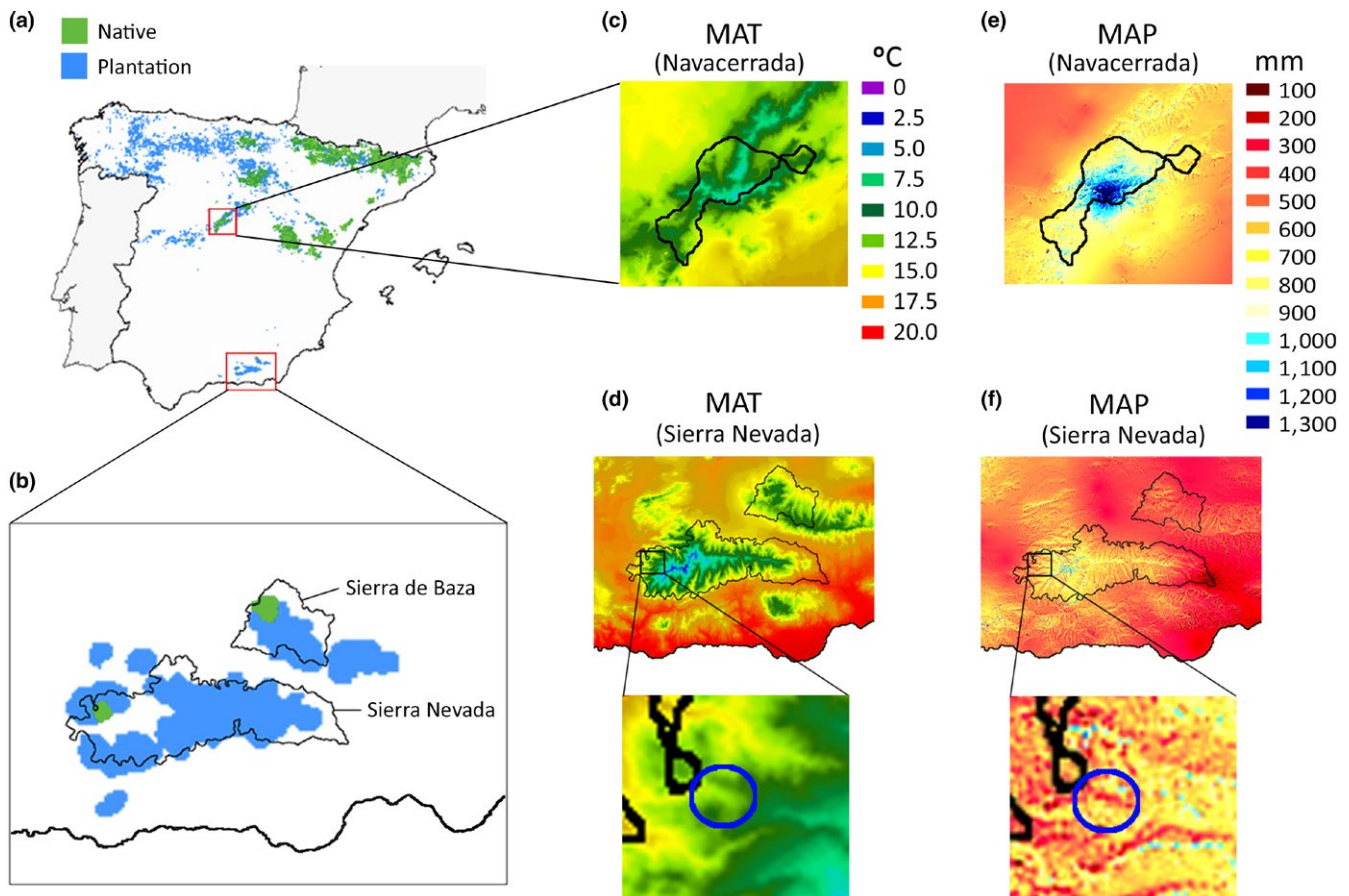 (a)
Native
Plantation
(c)
MAT
(Navacerrada)
ºC
0
2.5
5.0
7.5
10.0
12.5
15.0
17.5
20.0
(e)
MAP
(Navacerrada)
mm
100
200
300
400
500
600
700
800
900
1,000
1,100
1,200
1,300
(b)
Sierra de Baza
Sierra Nevada
(d)
MAT
(Sierra Nevada)
(f)
MAP
(Sierra Nevada)